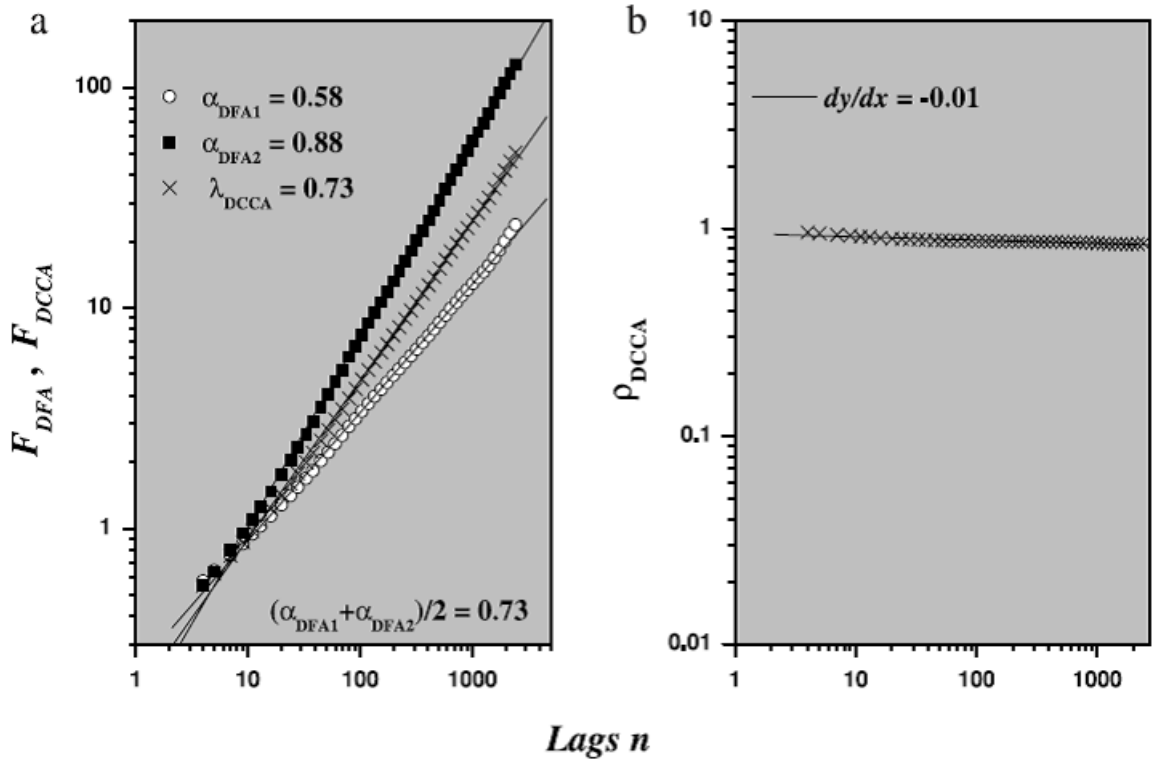 a
100
10
1
α_DFA1 = 0.58
α_DFA2 = 0.88
λ_DCCA = 0.73
(α_DFA1+α_DFA2)/2 = 0.73
F_DFA , F_DCCA
1 10 100 1000
b
10
1
0.1
0.01
dy/dx = -0.01
ρ_DCCA
1 10 100 1000
Lags n